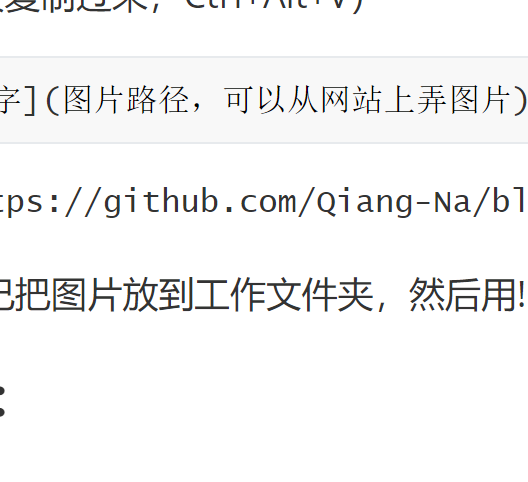 复制过来，Ctrl+Alt+V)
字](图片路径，可以从网站上弄图片)
tps://github.com/Qiang-Na/bl
把图片放到工作文件夹，然后用!
: